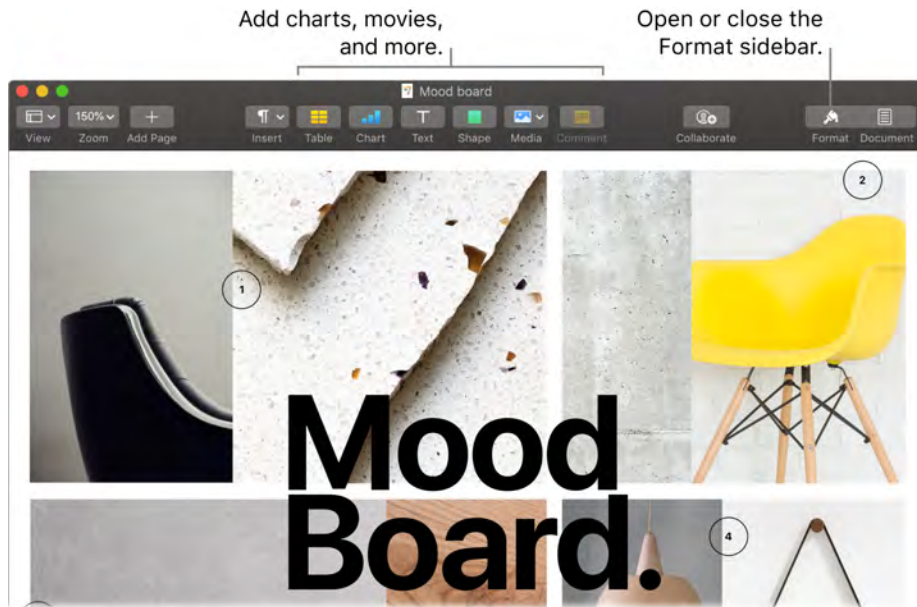 Add charts, movies,
and more.
Open or close the
Format sidebar.
Mood board
150%
View
Zoom
Add Page
Insert
Table
Chart
Text
Shape
Media
Comment
Collaborate
Format
Document
2
1
Mood
Board.
4